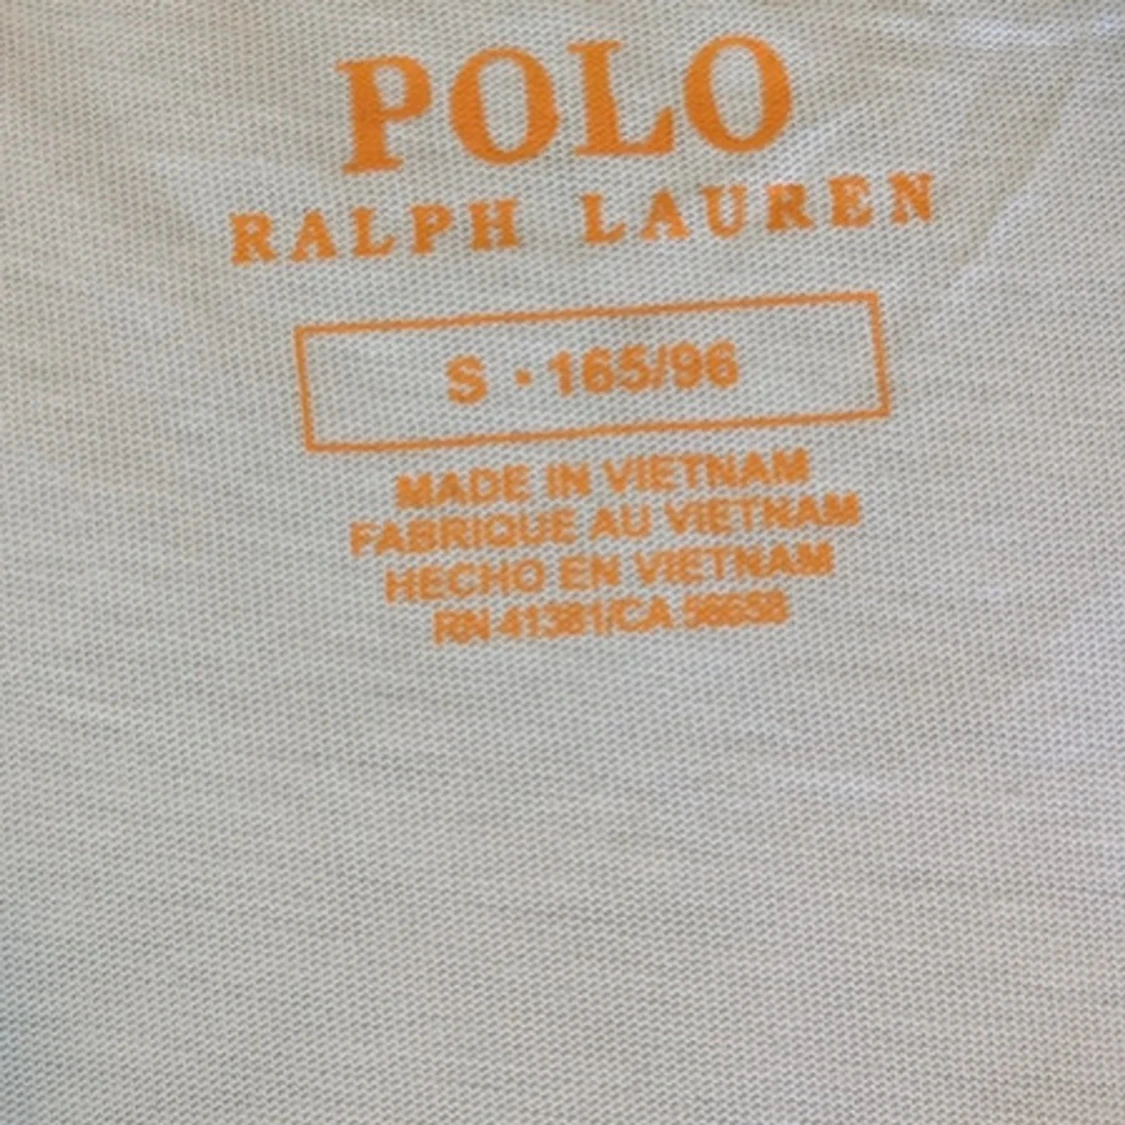 POLO
RALPH LAUREN
S · 165/96
MADE IN VIETNAM
FABRIQUE AU VIETNAM
HECHO EN VIETNAM
RN 41381/CA 56658